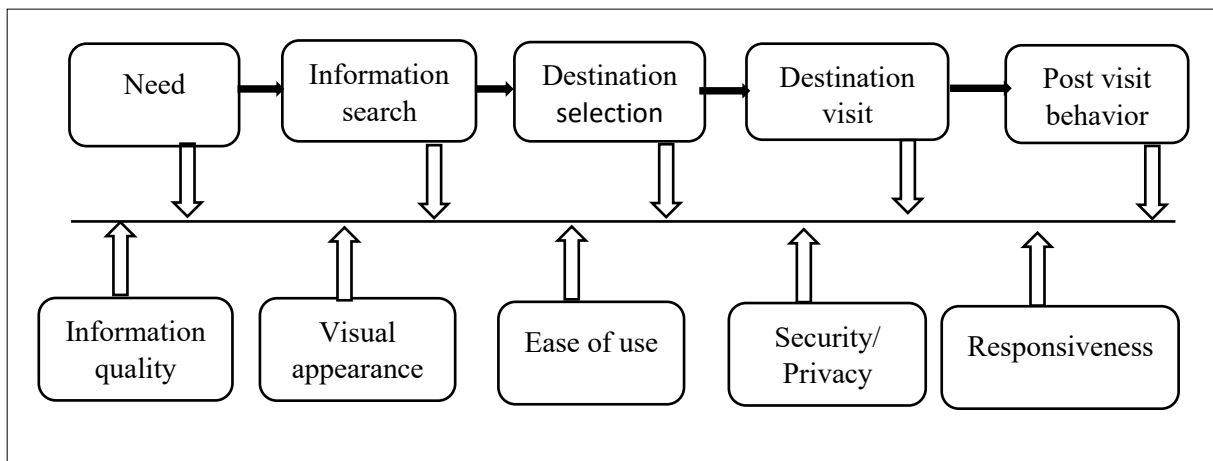 Need
Information
search
Destination
selection
Destination
visit
Post visit
behavior
Information
quality
Visual
appearance
Ease of use
Security/
Privacy
Responsiveness